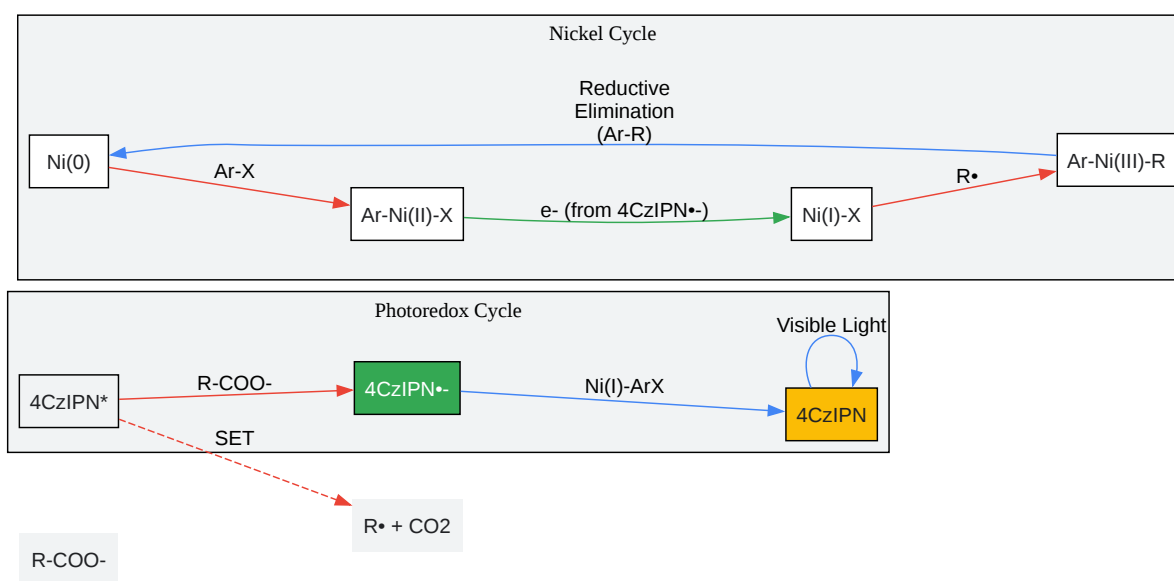 Nickel Cycle
Reductive
Elimination
(Ar-R)
Ni(0)
Ar-Ni(III)-R
Ar-X
R•
Ar-Ni(II)-X
e- (from 4CzIPN•-)
Ni(I)-X
Photoredox Cycle
Visible Light
4CzIPN*
R-COO-
4CzIPN•-
Ni(I)-ArX
4CzIPN
SET
R• + CO2
R-COO-